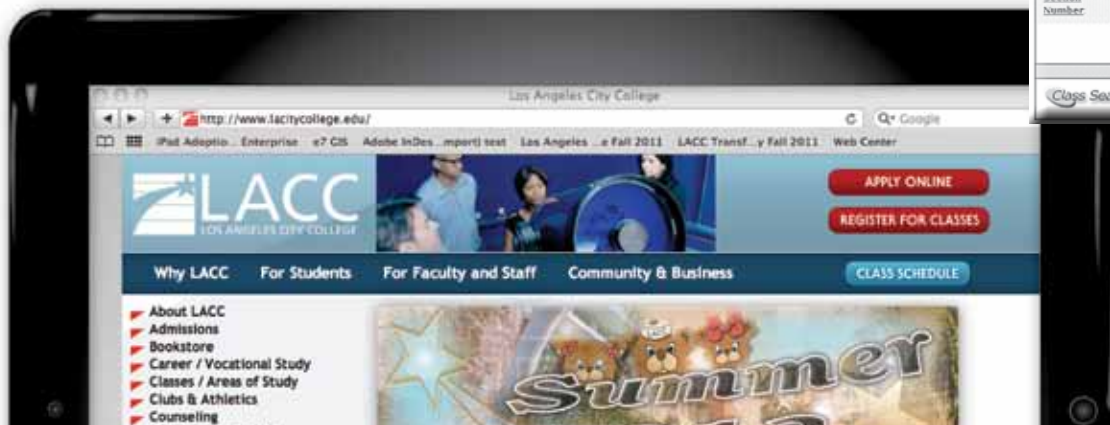 Number
Class Sea
Los Angeles City College
http://www.lacitycollege.edu/
Google
iPad Adoptio... Enterprise e7 GIS Adobe InDes...mport) test Los Angeles ...e Fall 2011 LACC Transf...y Fall 2011 Web Center
LACC
LOS ANGELES CITY COLLEGE
APPLY ONLINE
REGISTER FOR CLASSES
Why LACC For Students For Faculty and Staff Community & Business CLASS SCHEDULE
About LACC
Admissions
Bookstore
Career / Vocational Study
Classes / Areas of Study
Clubs & Athletics
Counseling
Summer